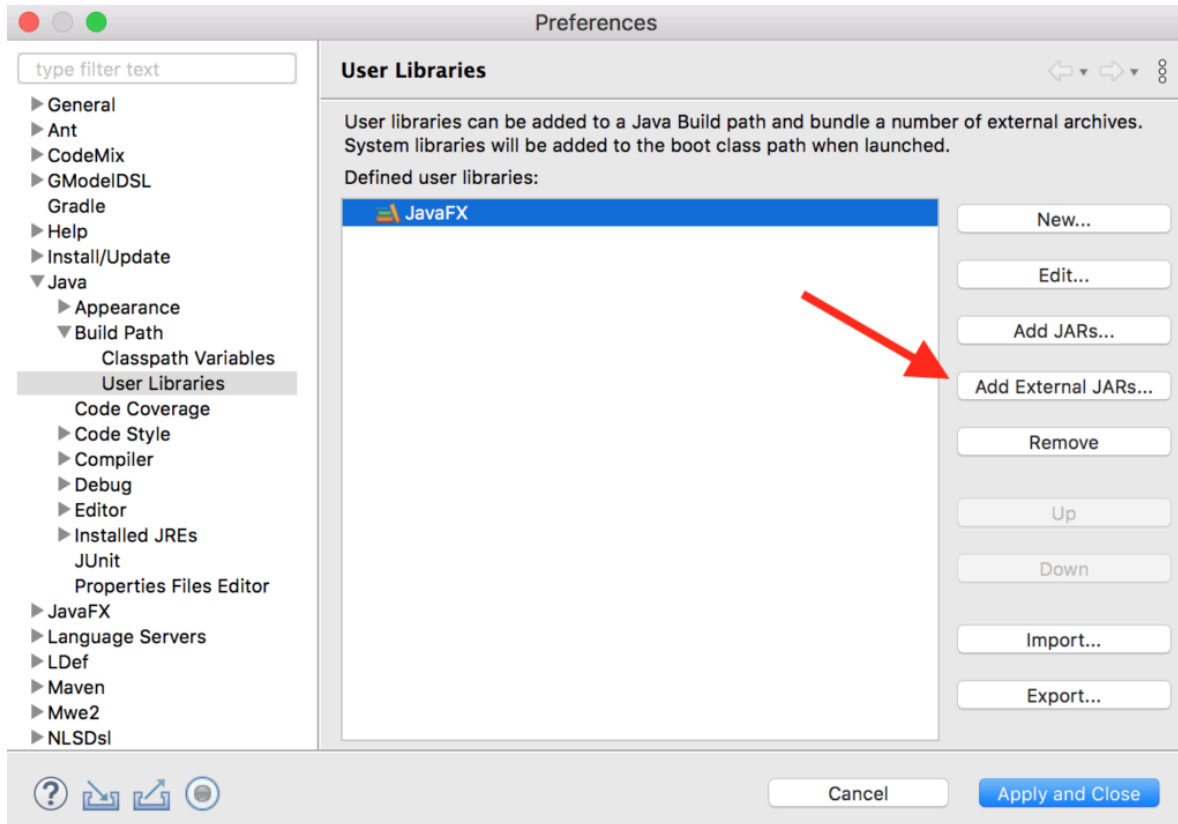 Preferences
type filter text
General
Ant
CodeMix
GModelDSL
Gradle
Help
Install/Update
Java
Appearance
Build Path
Classpath Variables
User Libraries
Code Coverage
Code Style
Compiler
Debug
Editor
Installed JREs
JUnit
Properties Files Editor
JavaFX
Language Servers
LDef
Maven
Mwe2
NLSDsl
User Libraries
User libraries can be added to a Java Build path and bundle a number of external archives.
System libraries will be added to the boot class path when launched.
Defined user libraries:
JavaFX
New...
Edit...
Add JARs...
Add External JARs...
Remove
Up
Down
Import...
Export...
?
Cancel
Apply and Close